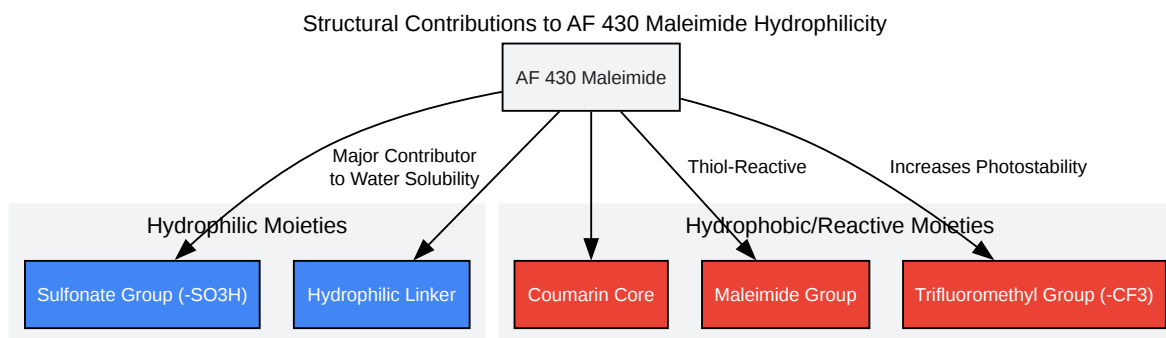 Structural Contributions to AF 430 Maleimide Hydrophilicity
AF 430 Maleimide
Major Contributor
to Water Solubility
Thiol-Reactive
Increases Photostability
Hydrophilic Moieties
Hydrophobic/Reactive Moieties
Sulfonate Group (-SO3H)
Hydrophilic Linker
Coumarin Core
Maleimide Group
Trifluoromethyl Group (-CF3)